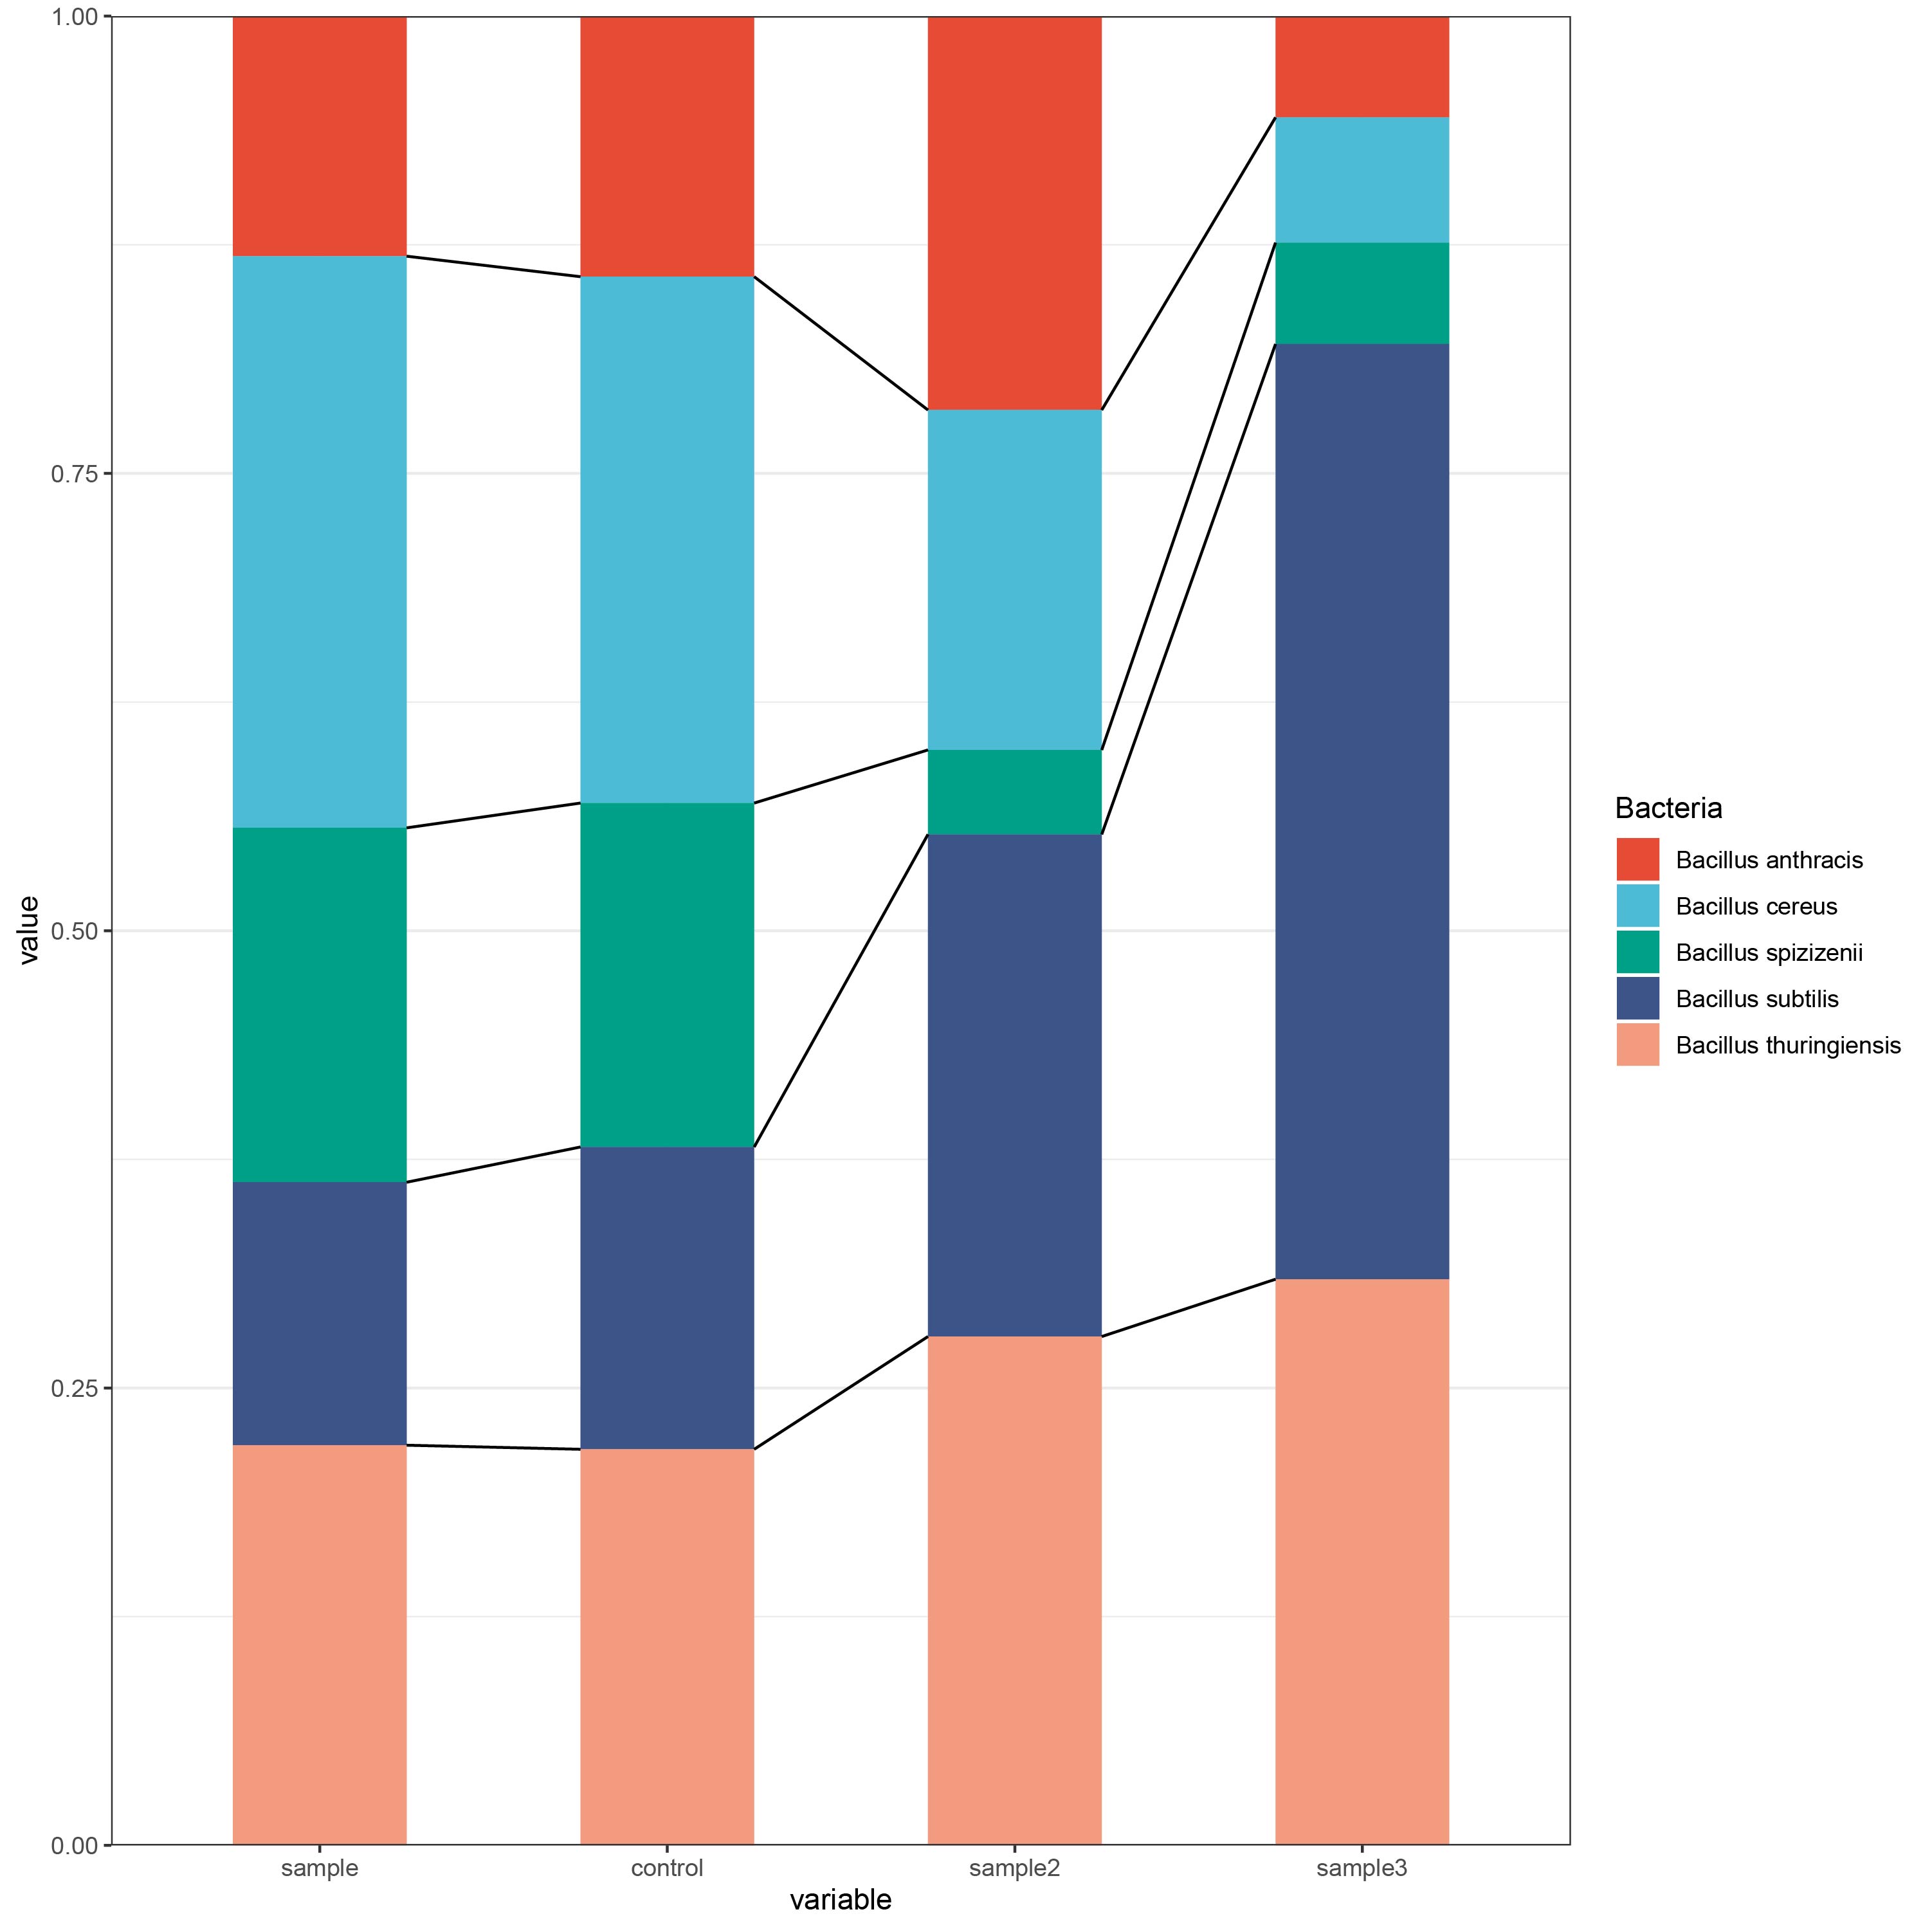 1.00
0.75
0.50
0.25
0.00
value
sample
control
sample2
sample3
variable
Bacteria
Bacillus anthracis
Bacillus cereus
Bacillus spizizenii
Bacillus subtilis
Bacillus thuringiensis